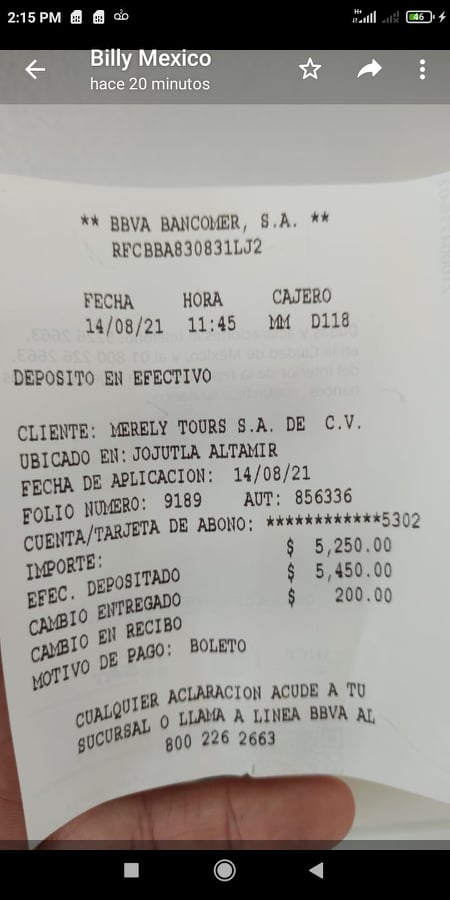 2:15 PM
H+
46
Billy Mexico
hace 20 minutos
** BBVA BANCOMER, S.A. **
RFCBBA830831LJ2
FECHA HORA CAJERO
14/08/21 11:45 MM D118
DEPOSITO EN EFECTIVO
CLIENTE: MERELY TOURS S.A. DE C.V.
UBICADO EN: JOJUTLA ALTAMIR
FECHA DE APLICACION: 14/08/21
FOLIO NUMERO: 9189 AUT: 856336
CUENTA/TARJETA DE ABONO: ************5302
IMPORTE: $ 5,250.00
EFEC. DEPOSITADO $ 5,450.00
CAMBIO ENTREGADO $ 200.00
CAMBIO EN RECIBO
MOTIVO DE PAGO: BOLETO
CUALQUIER ACLARACION ACUDE A TU
SUCURSAL O LLAMA A LINEA BBVA AL
800 226 2663